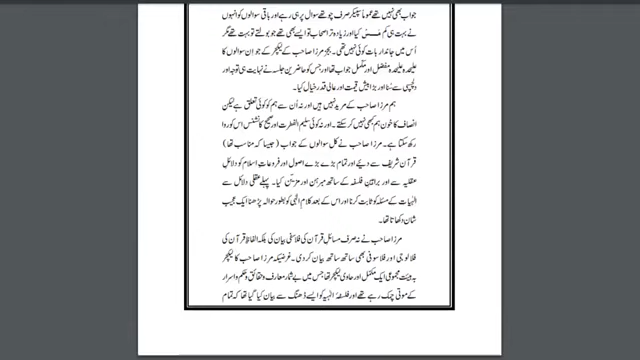 جواب بھی نہیں تھے عموماً سپیکر صرف چوتھے سوال پر ہی رہے اور باقی سوالوں کو انہوں
نے بہت ہی کم مَس کیا اور زیادہ تر اصحاب تو ایسے بھی تھے جو بولتے تو بہت تھے مگر
اُس میں جاندار بات کوئی نہیں تھی۔ بجز مرزا صاحب کے لیکچر کے جو اِن سوالوں کا
علیحدہ علیحدہ مفصل اور مکمل جواب تھا اور جس کو حاضرین جلسہ نے نہایت ہی توجہ اور
دلچسپی سے سُنا اور بڑا بیش قیمت اور عالی قدر خیال کیا۔
ہم مرزا صاحب کے مرید نہیں ہیں اور نہ اُن سے ہم کو کوئی تعلق ہے لیکن
انصاف کا خون ہم کبھی نہیں کر سکتے۔ اور نہ کوئی سلیم الفطرت اور صحیح کانشنس اس کو روا
رکھ سکتا ہے۔ مرزا صاحب نے کل سوالوں کے جواب (جیسا کہ مناسب تھا)
قرآن شریف سے دیئے اور تمام بڑے بڑے اصول اور فروعات اسلام کو دلائل
عقلیہ سے اور براہین فلسفہ کے ساتھ مبرہن اور مزیّن کیا۔ پہلے عقلی دلائل سے
الٰہیات کے مسئلہ کو ثابت کرنا اور اس کے بعد کلام الٰہی کو بطور حوالہ پڑھنا ایک عجیب
شان دکھاتا تھا۔
مرزا صاحب نے نہ صرف مسائل قرآن کی فلاسفی بیان کی بلکہ الفاظ قرآن کی
فلالوجی اور فلاسوفی بھی ساتھ ساتھ بیان کر دی۔ غرضیکہ مرزا صاحب کا لیکچر
بہ ہیئت مجموعی ایک مکمل اور حاوی لیکچر تھا جس میں بے شمار معارف و حقائق و حکم و اسرار
کے موتی چمک رہے تھے اور فلسفہ الٰہیہ کو ایسے ڈھنگ سے بیان کیا گیا تھا کہ تمام